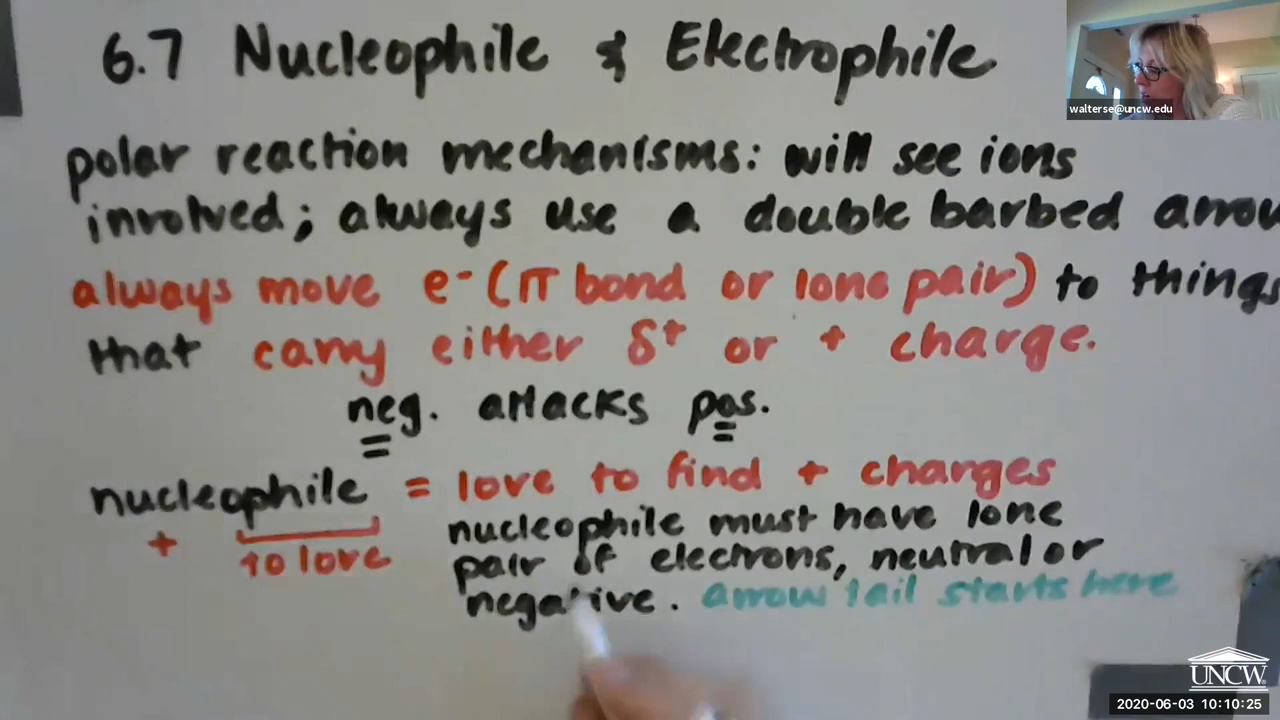 6.7 Nucleophile & Electrophile
walterse@uncw.edu
polar reaction mechanisms: will see ions
involved; always use a double barbed arrow
always move e⁻ (π bond or lone pair) to things
that carry either δ⁺ or + charge.
neg. attacks pos.
nucleophile = love to find + charges
+ to love
nucleophile must have lone
pair of electrons, neutral or
negative. arrow tail starts here
UNCW
2020-06-03 10:10:25